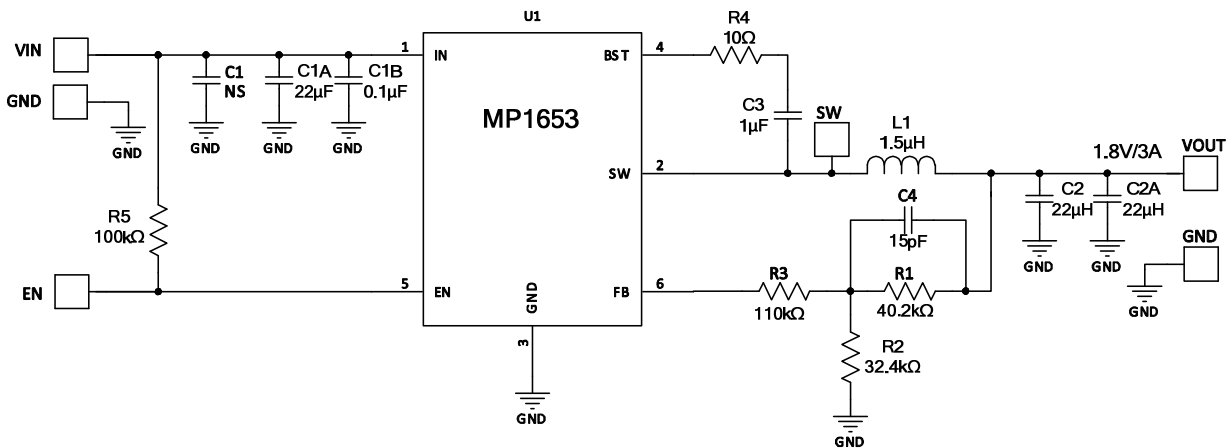 U1
VIN
GND
GND
C1
NS
GND
C1A
22µF
GND
C1B
0.1µF
GND
R5
100kΩ
EN
1
IN
5
EN
MP1653
GND
3
GND
BST
4
SW
2
FB
6
R4
10Ω
C3
1µF
SW
L1
1.5µH
1.8V/3A
VOUT
C2
22µH
GND
C2A
22µH
GND
GND
GND
C4
15pF
R3
110kΩ
R1
40.2kΩ
R2
32.4kΩ
GND